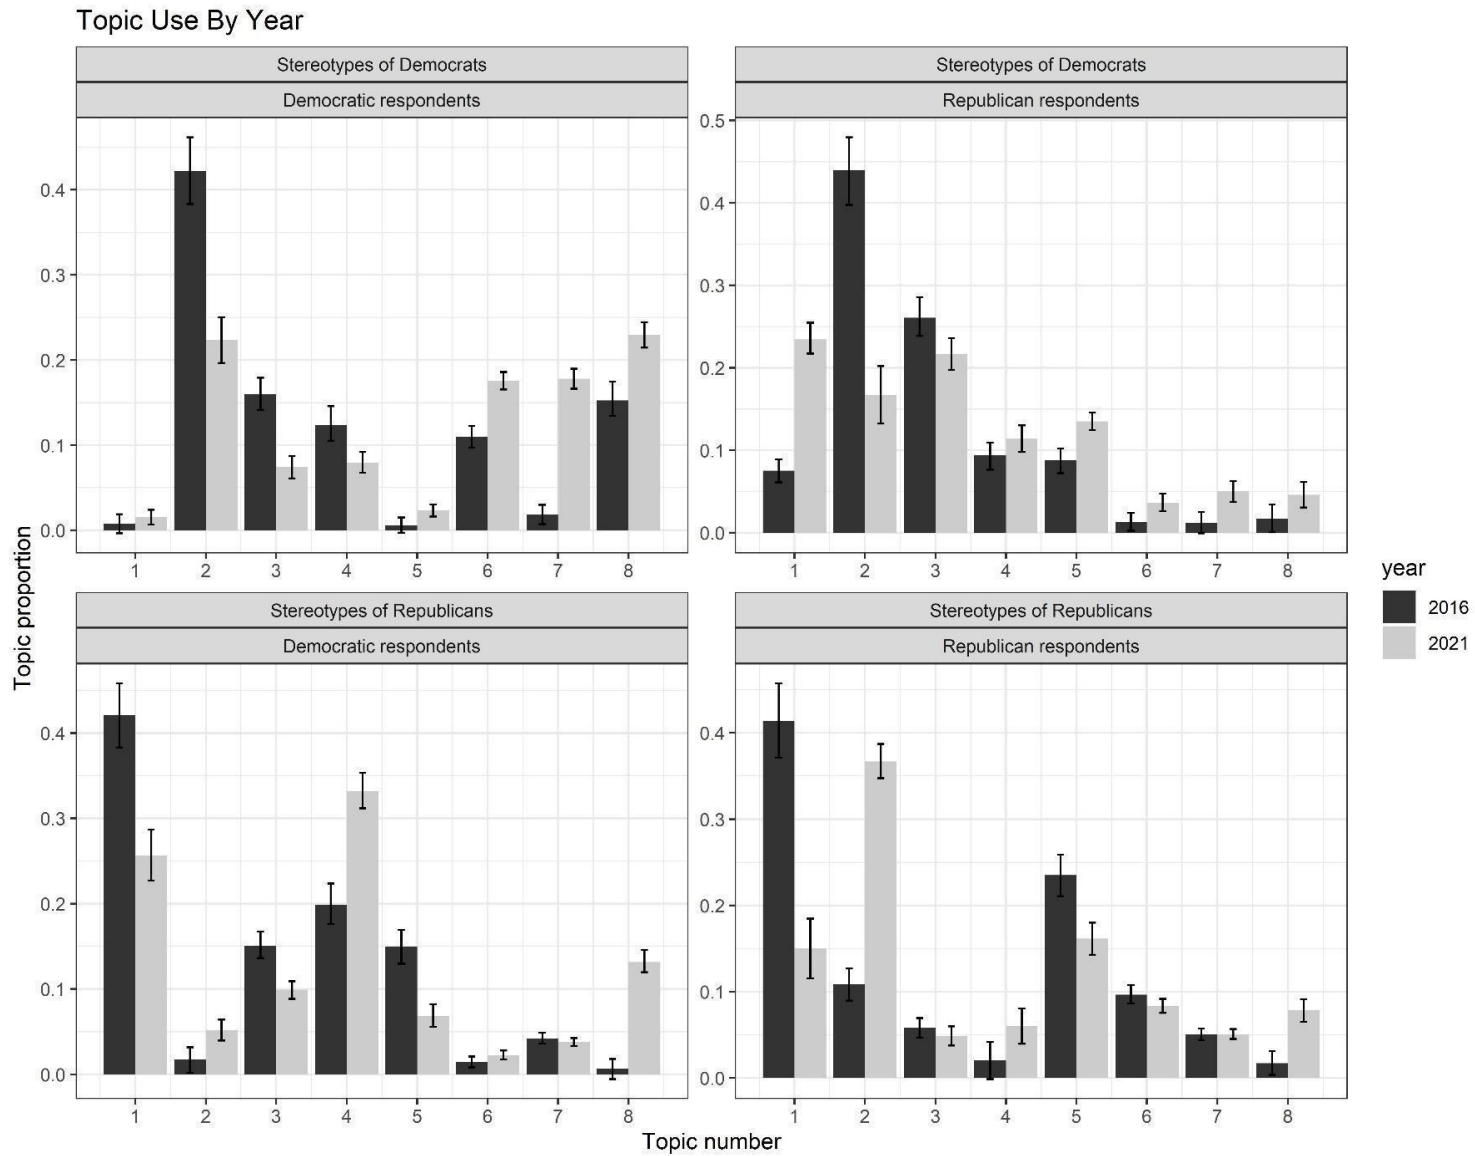 Topic Use By Year
Stereotypes of Democrats
Democratic respondents
0.4
0.3
0.2
0.1
0.0
1 2 3 4 5 6 7 8
Stereotypes of Democrats
Republican respondents
0.5
0.4
0.3
0.2
0.1
0.0
1 2 3 4 5 6 7 8
Stereotypes of Republicans
Democratic respondents
0.4
0.3
0.2
0.1
0.0
1 2 3 4 5 6 7 8
Stereotypes of Republicans
Republican respondents
0.4
0.3
0.2
0.1
0.0
1 2 3 4 5 6 7 8
Topic proportion
Topic number
year
2016
2021